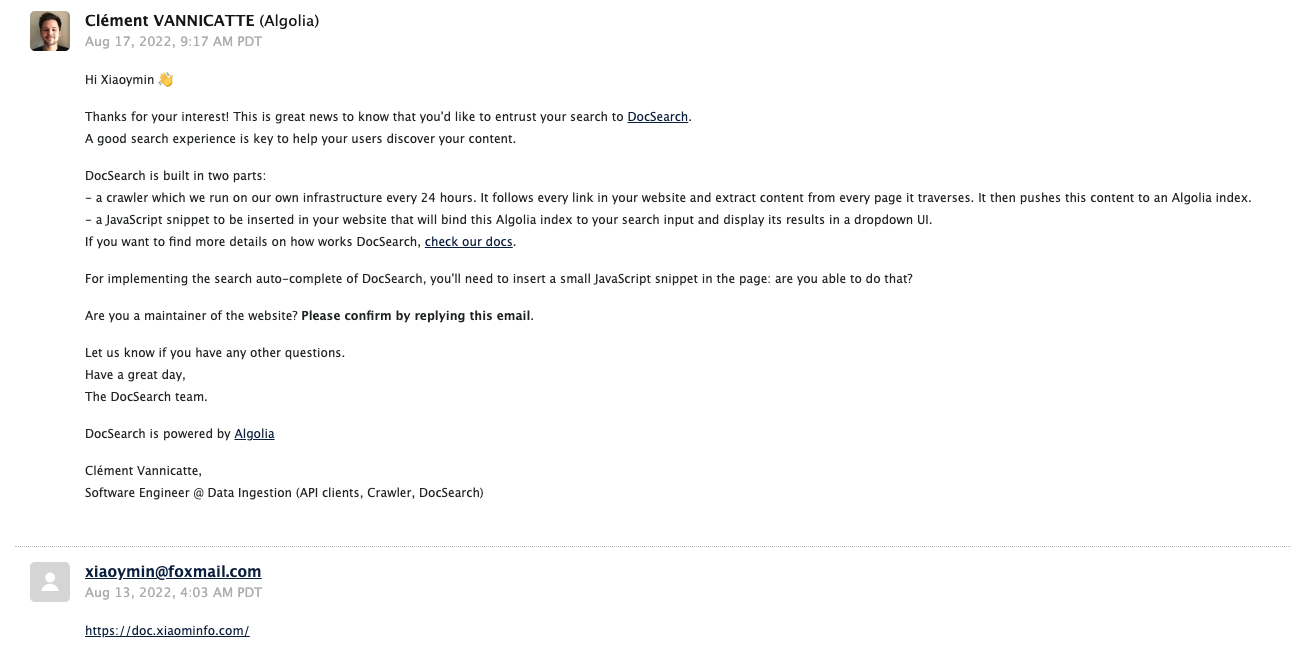 Clément VANNICATTE (Algolia)
Aug 17, 2022, 9:17 AM PDT
Hi Xiaoymin 👋
Thanks for your interest! This is great news to know that you'd like to entrust your search to DocSearch.
A good search experience is key to help your users discover your content.
DocSearch is built in two parts:
– a crawler which we run on our own infrastructure every 24 hours. It follows every link in your website and extract content from every page it traverses. It then pushes this content to an Algolia index.
– a JavaScript snippet to be inserted in your website that will bind this Algolia index to your search input and display its results in a dropdown UI.
If you want to find more details on how works DocSearch, check our docs.
For implementing the search auto-complete of DocSearch, you'll need to insert a small JavaScript snippet in the page: are you able to do that?
Are you a maintainer of the website? Please confirm by replying this email.
Let us know if you have any other questions.
Have a great day,
The DocSearch team.
DocSearch is powered by Algolia
Clément Vannicatte,
Software Engineer @ Data Ingestion (API clients, Crawler, DocSearch)
xiaoymin@foxmail.com
Aug 13, 2022, 4:03 AM PDT
https://doc.xiaominfo.com/